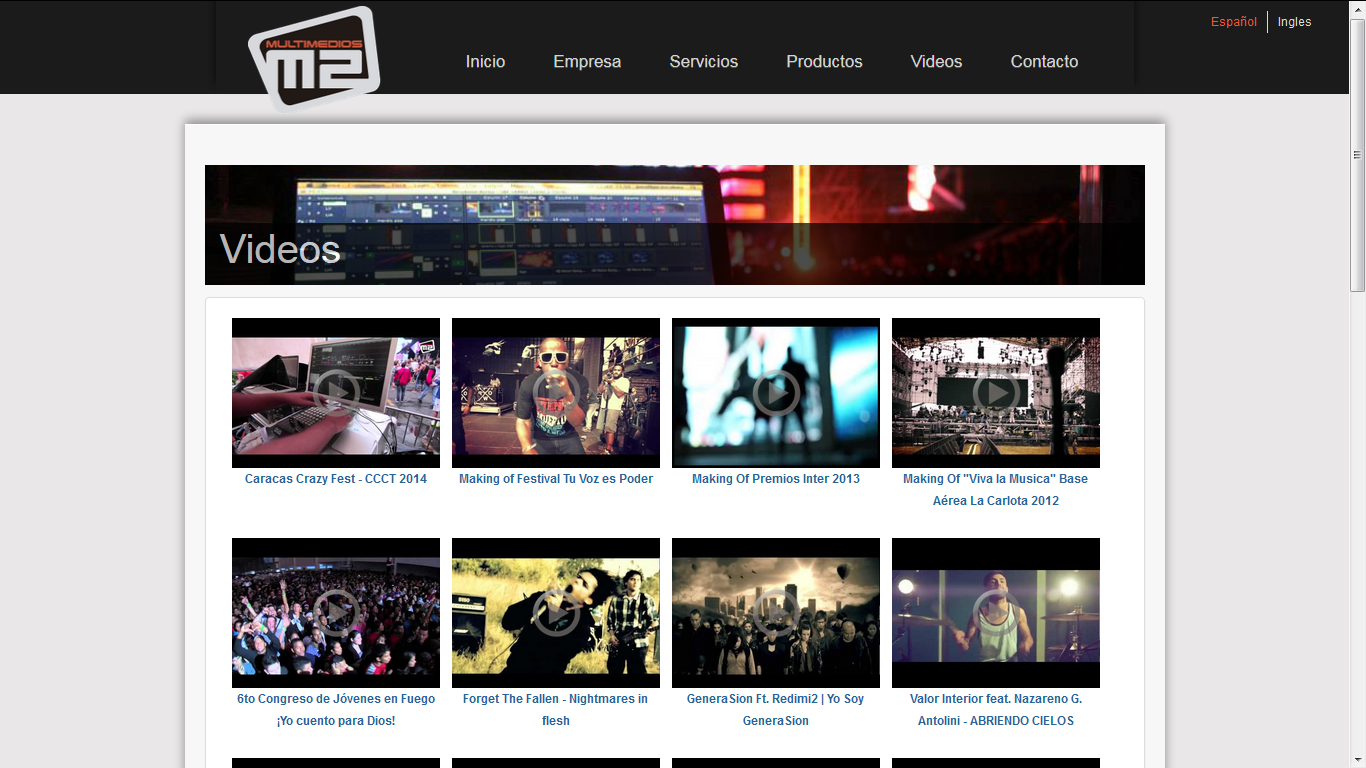 Español
Ingles
MULTIMEDIOS
M2
Inicio
Empresa
Servicios
Productos
Videos
Contacto
Videos
Caracas Crazy Fest - CCCT 2014
Making of Festival Tu Voz es Poder
Making Of Premios Inter 2013
Making Of "Viva la Musica" Base
Aérea La Carlota 2012
6to Congreso de Jóvenes en Fuego
¡Yo cuento para Dios!
Forget The Fallen - Nightmares in
flesh
GeneraSion Ft. Redimi2 | Yo Soy
GeneraSion
Valor Interior feat. Nazareno G.
Antolini - ABRIENDO CIELOS